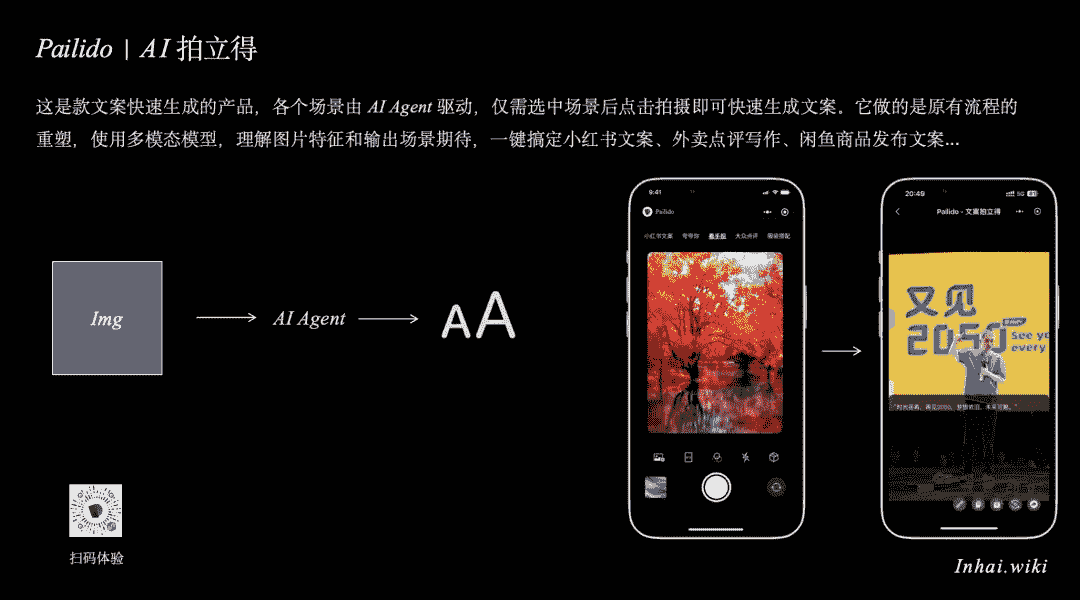 Pailido | AI 拍立得
这是款文案快速生成的产品，各个场景由 AI Agent 驱动，仅需选中场景后点击拍摄即可快速生成文案。它做的是原有流程的
重塑，使用多模态模型，理解图片特征和输出场景期待，一键搞定小红书文案、外卖点评写作、闲鱼商品发布文案...
Img
AI Agent
AA
9:41
Pailido
小红书文案 夸夸你 大众点评
20:49
5G
Pailido - 文案拍立得
又见
2050
See yo
every
扫码体验
Inhai.wiki